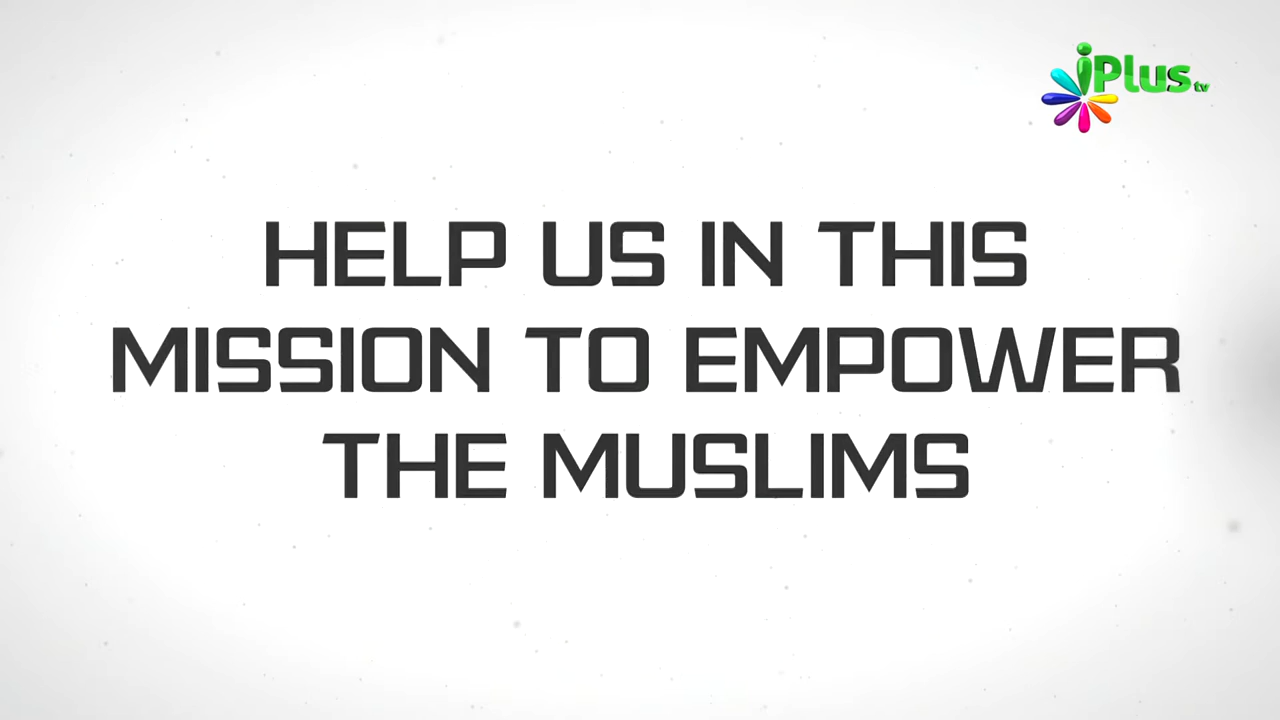 iPlus tv
HELP US IN THIS
MISSION TO EMPOWER
THE MUSLIMS